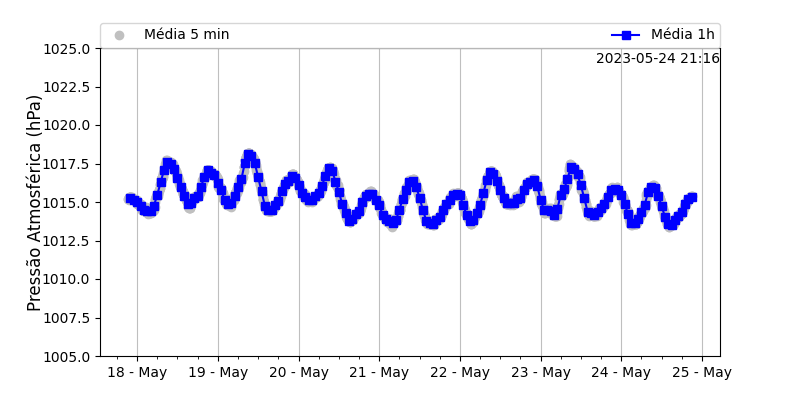 Média 5 min
Média 1h
2023-05-24 21:16
Pressão Atmosférica (hPa)
1025.0
1022.5
1020.0
1017.5
1015.0
1012.5
1010.0
1007.5
1005.0
18 - May 19 - May 20 - May 21 - May 22 - May 23 - May 24 - May 25 - May